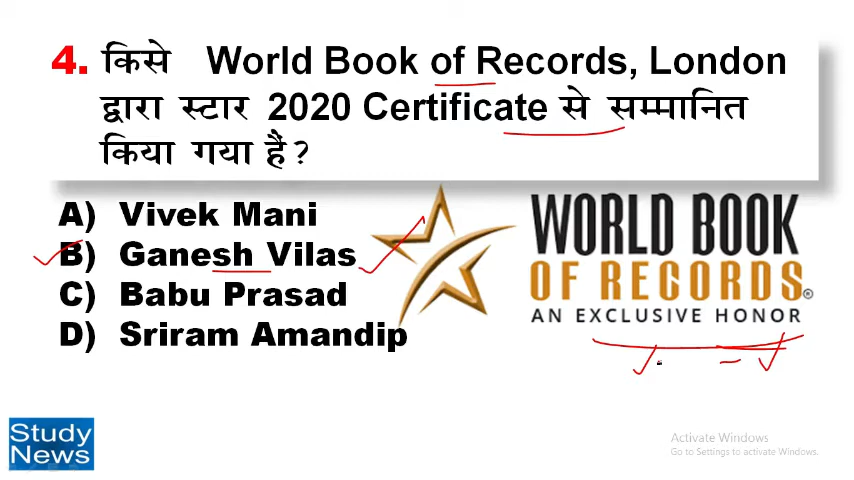 4. किसे World Book of Records, London
द्वारा स्टार 2020 Certificate से सम्मानित
किया गया हैं?
A) Vivek Mani
B) Ganesh Vilas
C) Babu Prasad
D) Sriram Amandip
WORLD BOOK
OF RECORDS®
AN EXCLUSIVE HONOR
Study
News
Activate Windows
Go to Settings to activate Windows.